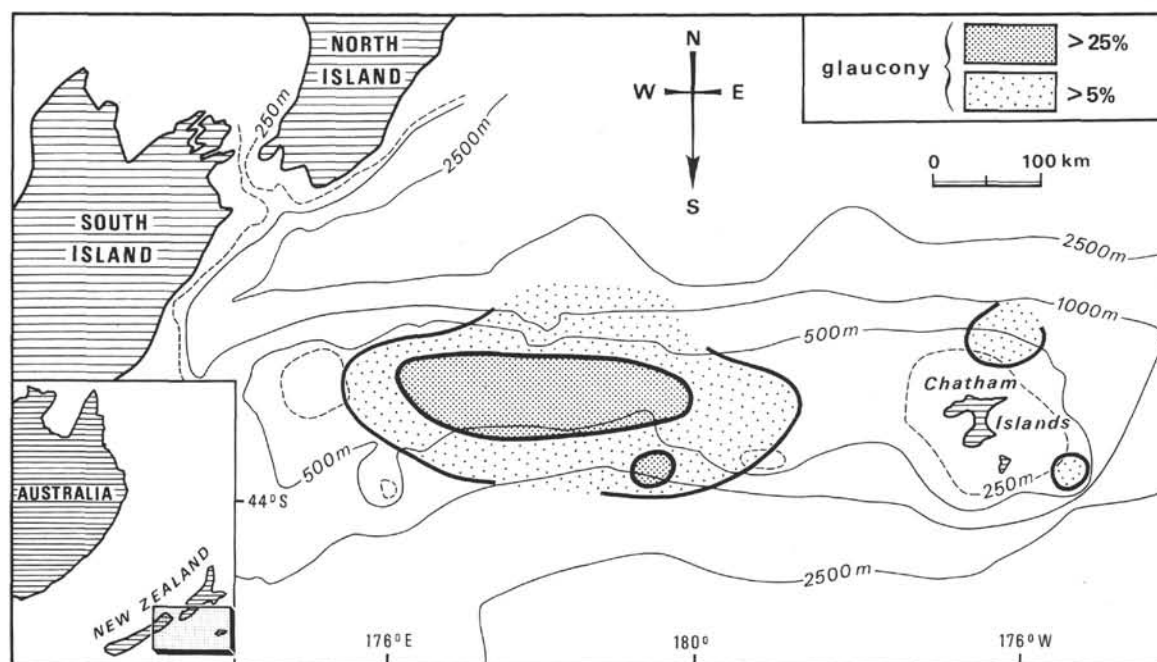 NORTH
ISLAND
SOUTH
ISLAND
250m
2500m
N
W
E
S
glaucony
> 25%
> 5%
0
100 km
2500m
1000m
500m
Chatham
Islands
250m
500m
44°S
AUSTRALIA
NEW ZEALAND
2500m
176°E
180°
176°W